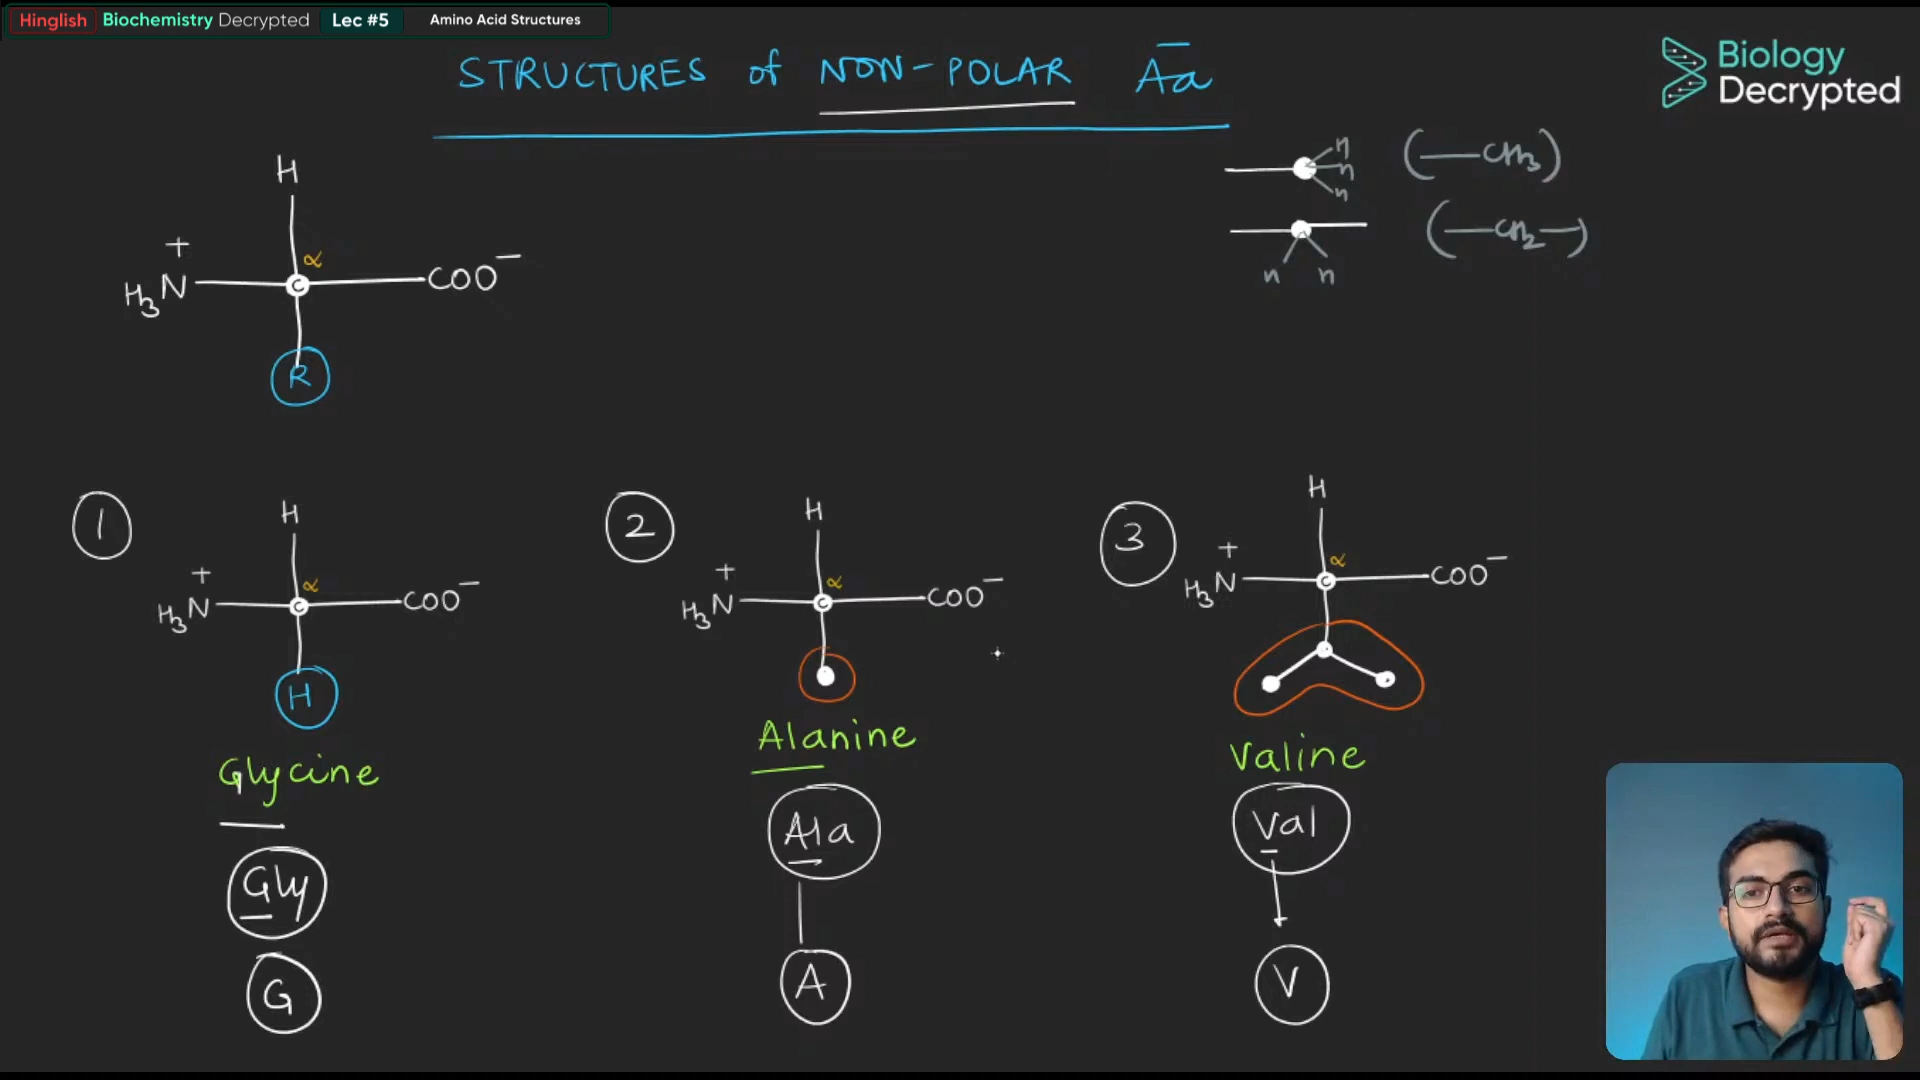 Hinglish Biochemistry Decrypted Lec #5 Amino Acid Structures
STRUCTURES of NON-POLAR Aa
Biology
Decrypted
H
+
H3N C α COO−
R
H H H (—CH3)
(—CH2—)
H H
1
H
+
H3N C α COO−
H
Glycine
Gly
G
2
H
+
H3N C α COO−
Alanine
Ala
A
3
H
+
H3N C α COO−
Valine
Val
V